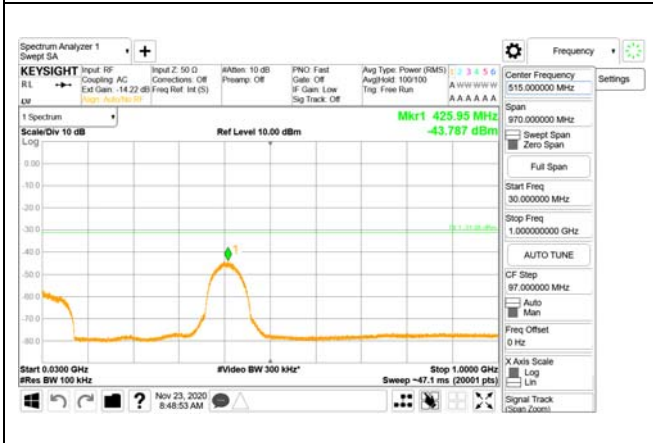 Spectrum Analyzer 1
Swept SA
Frequency
KEYSIGHT
Input: RF
Coupling: AC
Ext Gain: -14.22 dB
Align: Auto/No RF
Input Z: 50 Ω
Corrections: Off
Freq Ref: Int (S)
#Atten: 10 dB
Preamp: Off
PNO: Fast
Gate: Off
IF Gain: Low
Sig Track: Off
Avg Type: Power (RMS)
Avg|Hold: 100/100
Trig: Free Run
1 2 3 4 5 6
A W W W W W
A A A A A A
RL
1 Spectrum
Scale/Div 10 dB
Log
Ref Level 10.00 dBm
Mkr1 425.95 MHz
-43.787 dBm
0.00
-10.0
-20.0
-30.0
-40.0
-50.0
-60.0
-70.0
-80.0
1
Start 0.0300 GHz
#Res BW 100 kHz
#Video BW 300 kHz*
Stop 1.0000 GHz
Sweep ~47.1 ms (20001 pts)
Nov 23, 2020
8:48:53 AM
?
Center Frequency
515.000000 MHz
Settings
Span
970.000000 MHz
Swept Span
Zero Span
Full Span
Start Freq
30.000000 MHz
Stop Freq
1.000000000 GHz
AUTO TUNE
CF Step
97.000000 MHz
Auto
Man
Freq Offset
0 Hz
X Axis Scale
Log
Lin
Signal Track
(Span Zoom)